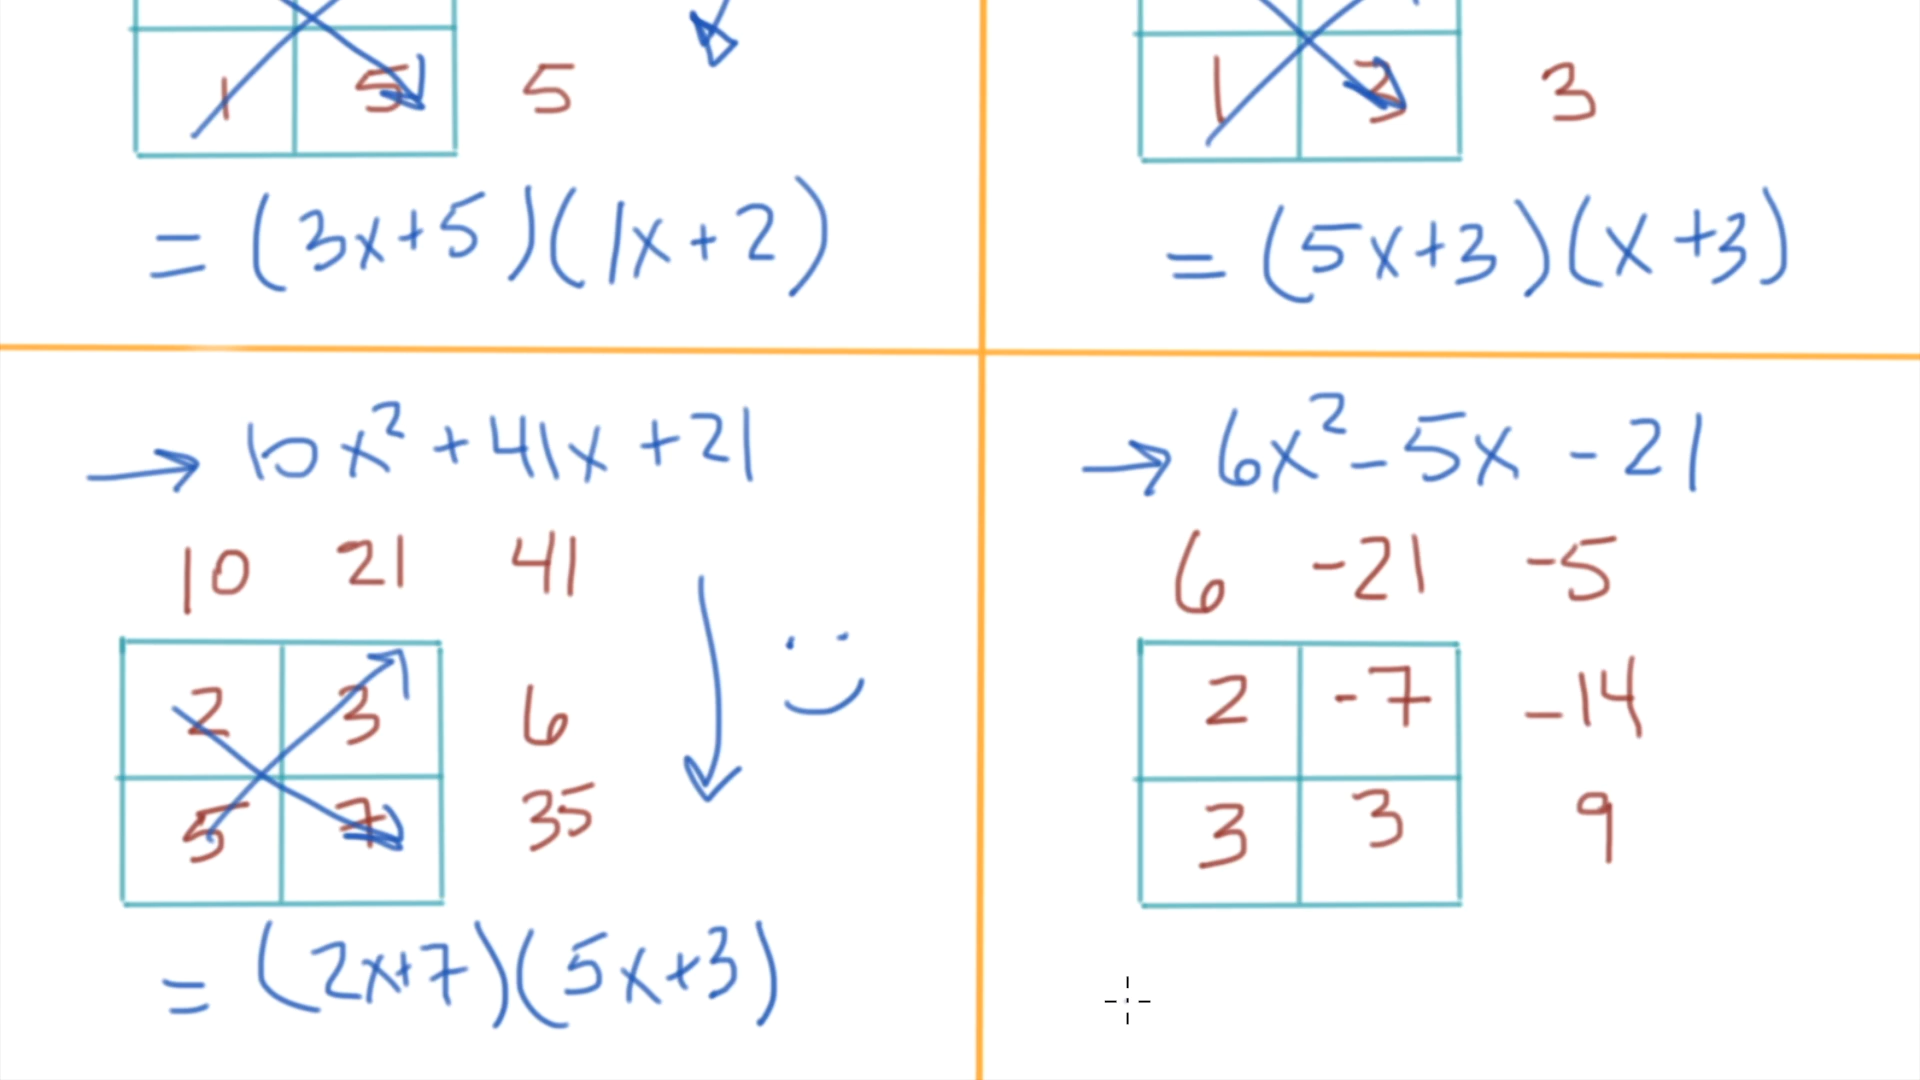 1 5 5
= (3x+5)(1x+2)
1 3 3
= (5x+3)(x+3)
→ 10x² + 41x + 21
10 21 41
2 3 6
5 7 35
= (2x+7)(5x+3)
→ 6x² - 5x - 21
6 -21 -5
2 -7 -14
3 3 9